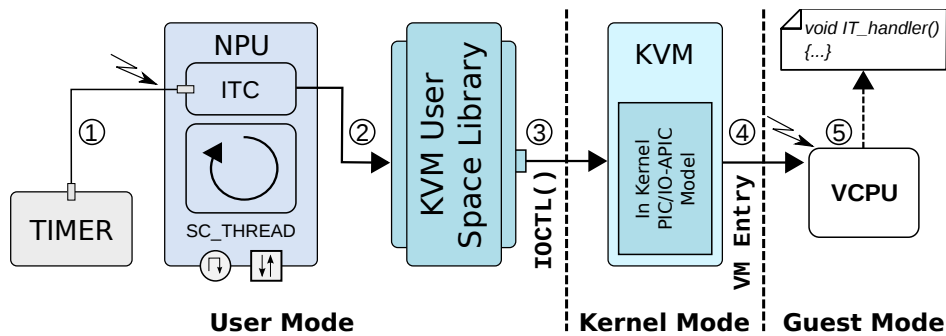 NPU
ITC
SC_THREAD
①
TIMER
②
KVM User
Space Library
③
IOCTL()
KVM
In Kernel
PIC/IO-APIC
Model
④
VM Entry
void IT_handler()
{...}
⑤
VCPU
User Mode
Kernel Mode
Guest Mode